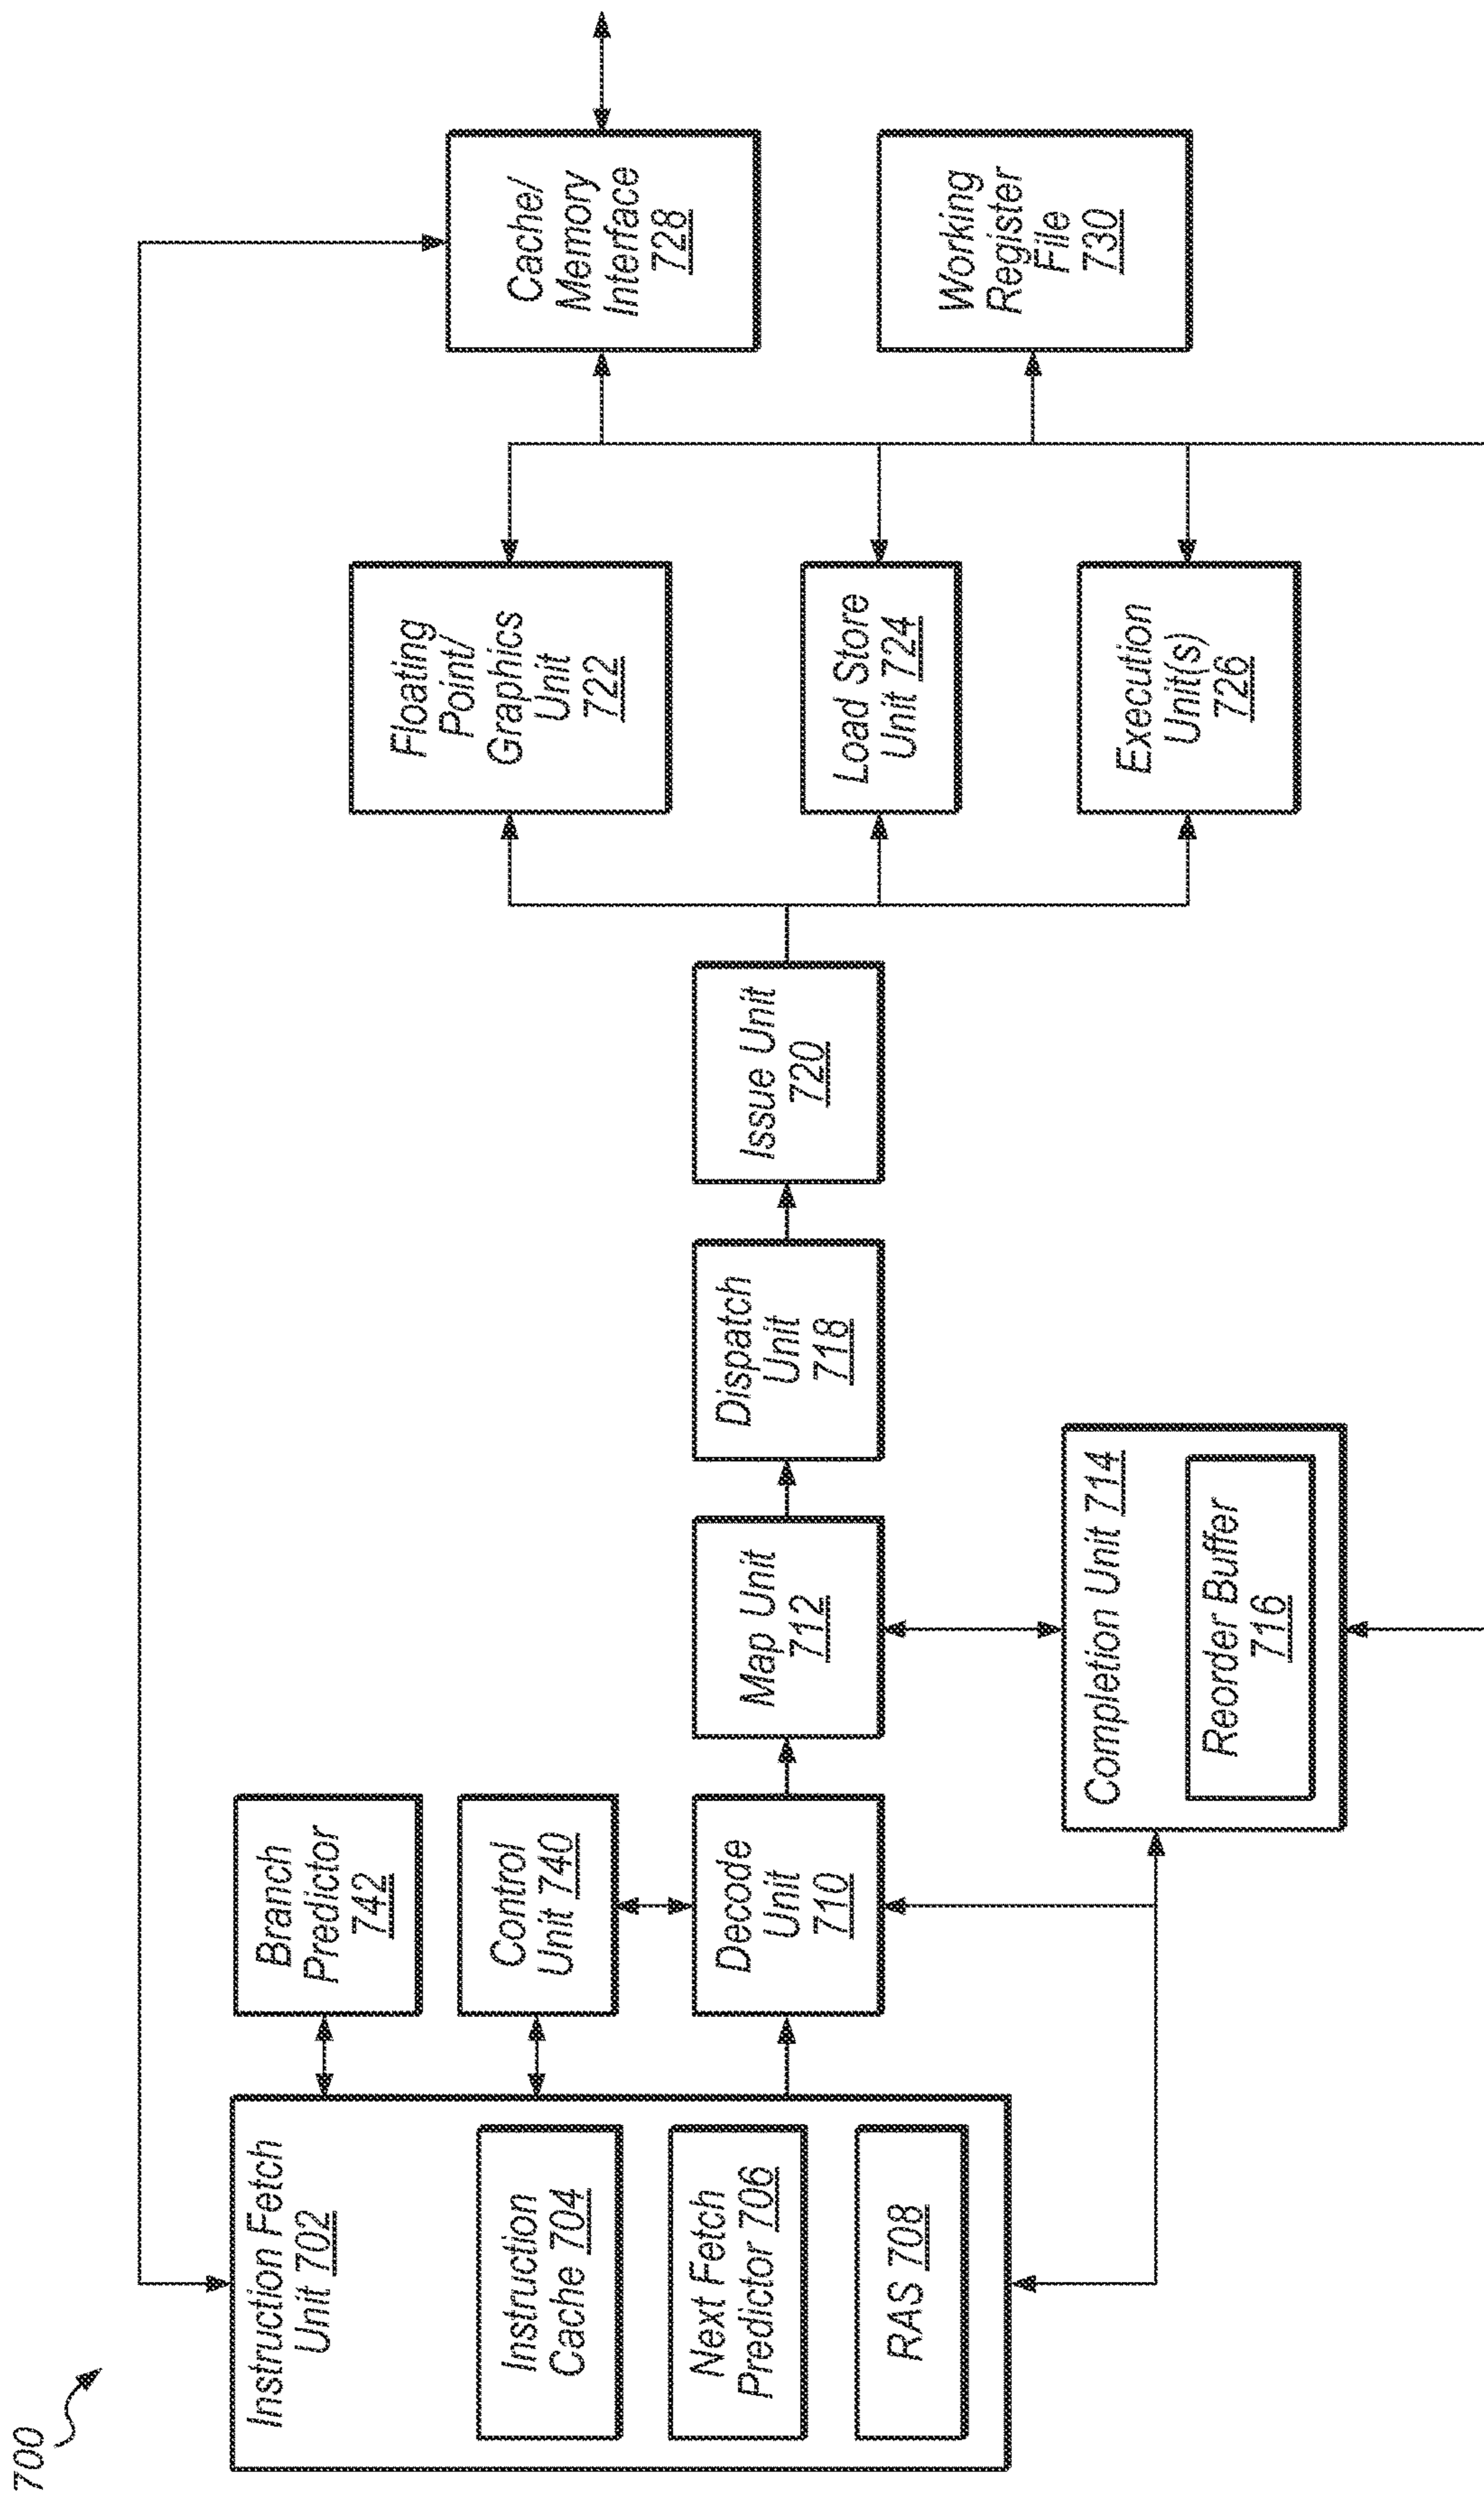 700
Instruction Fetch
Unit 702
Instruction
Cache 704
Next Fetch
Predictor 706
RAS 708
Branch
Predictor
742
Control
Unit 740
Decode
Unit
710
Map Unit
712
Completion Unit 714
Reorder Buffer
716
Dispatch
Unit
718
Issue Unit
720
Floating
Point/
Graphics
Unit
722
Load Store
Unit 724
Execution
Unit(s)
726
Cache/
Memory
Interface
728
Working
Register
File
730